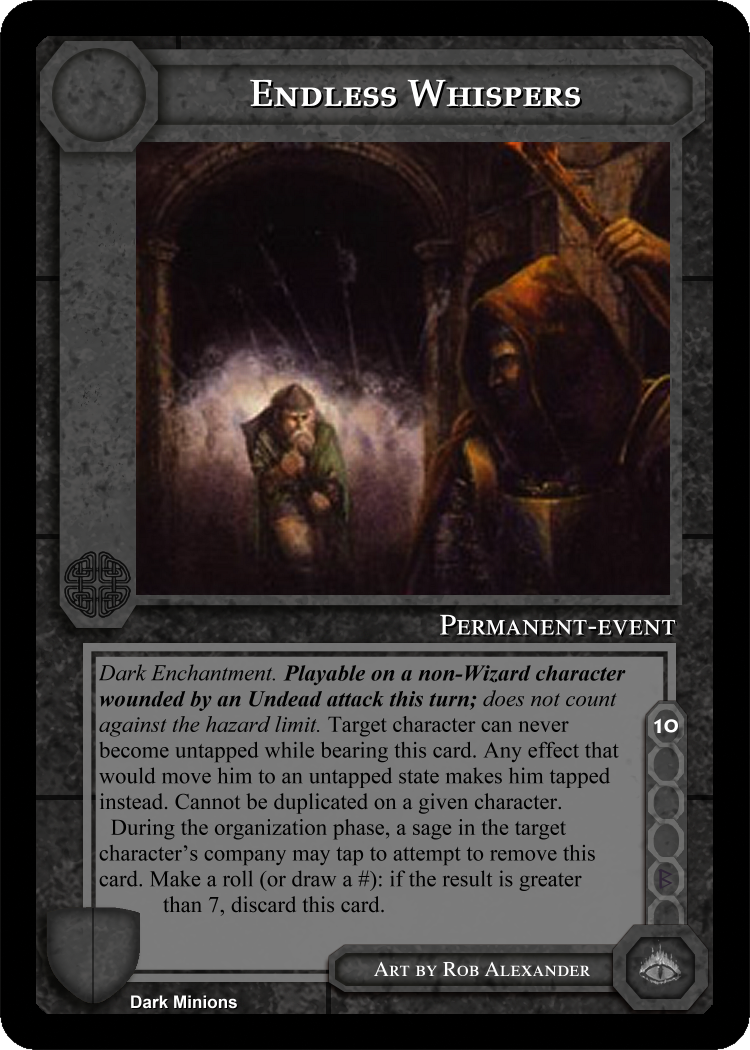 Endless Whispers
Permanent-event
Dark Enchantment. Playable on a non-Wizard character
wounded by an Undead attack this turn; does not count
against the hazard limit. Target character can never
become untapped while bearing this card. Any effect that
would move him to an untapped state makes him tapped
instead. Cannot be duplicated on a given character.
During the organization phase, a sage in the target
character’s company may tap to attempt to remove this
card. Make a roll (or draw a #): if the result is greater
than 7, discard this card.
10
B
Art by Rob Alexander
Dark Minions